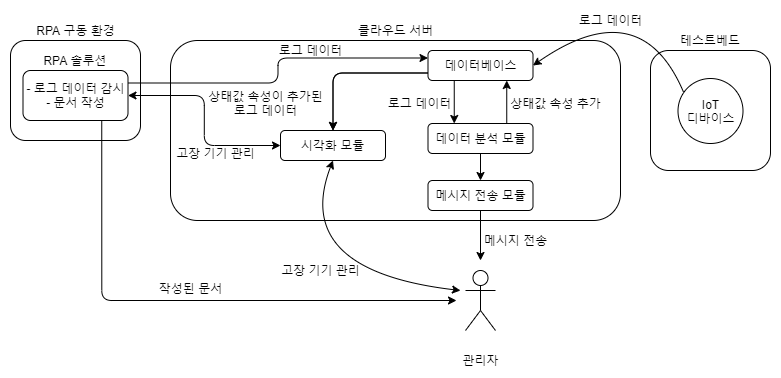 RPA 구동 환경
RPA 솔루션
- 로그 데이터 감시
- 문서 작성
클라우드 서버
로그 데이터
데이터베이스
상태값 속성이 추가된
로그 데이터
로그 데이터
상태값 속성 추가
시각화 모듈
고장 기기 관리
데이터 분석 모듈
메시지 전송 모듈
로그 데이터
테스트베드
IoT
디바이스
메시지 전송
고장 기기 관리
작성된 문서
관리자